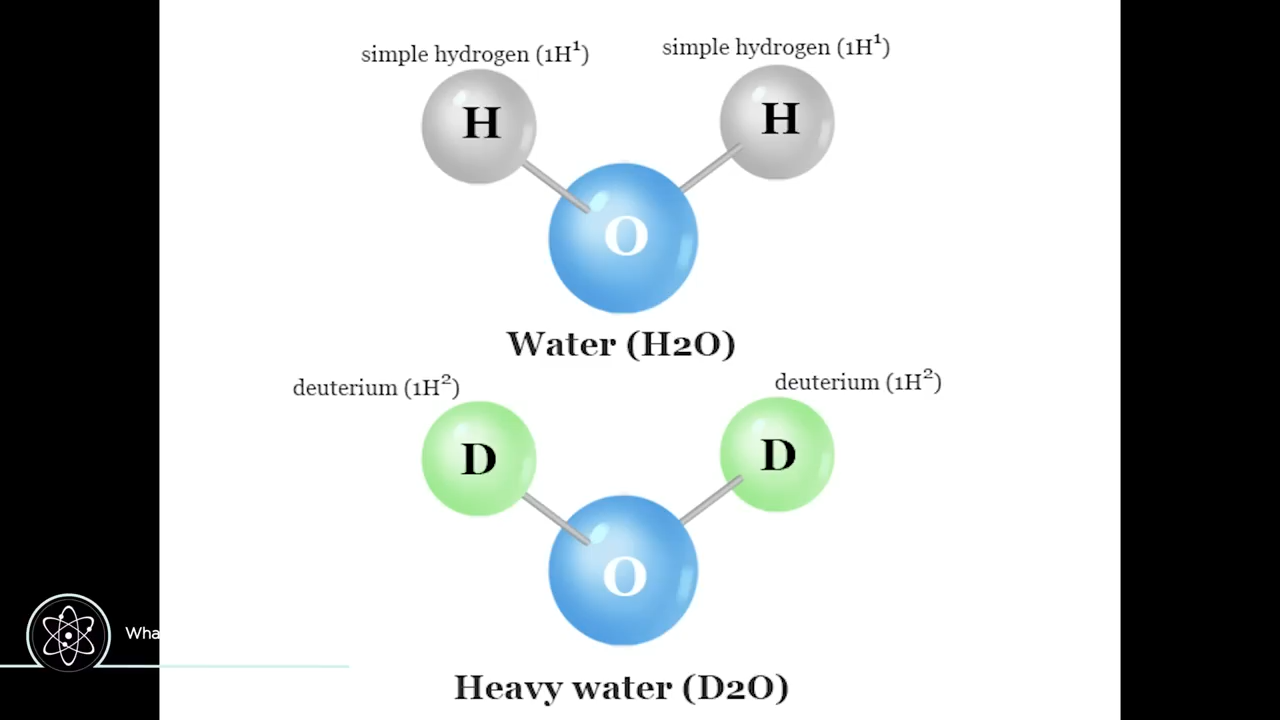 simple hydrogen (1H¹)
simple hydrogen (1H¹)
H
H
O
Water (H2O)
deuterium (1H²)
deuterium (1H²)
D
D
O
Wha
Heavy water (D2O)